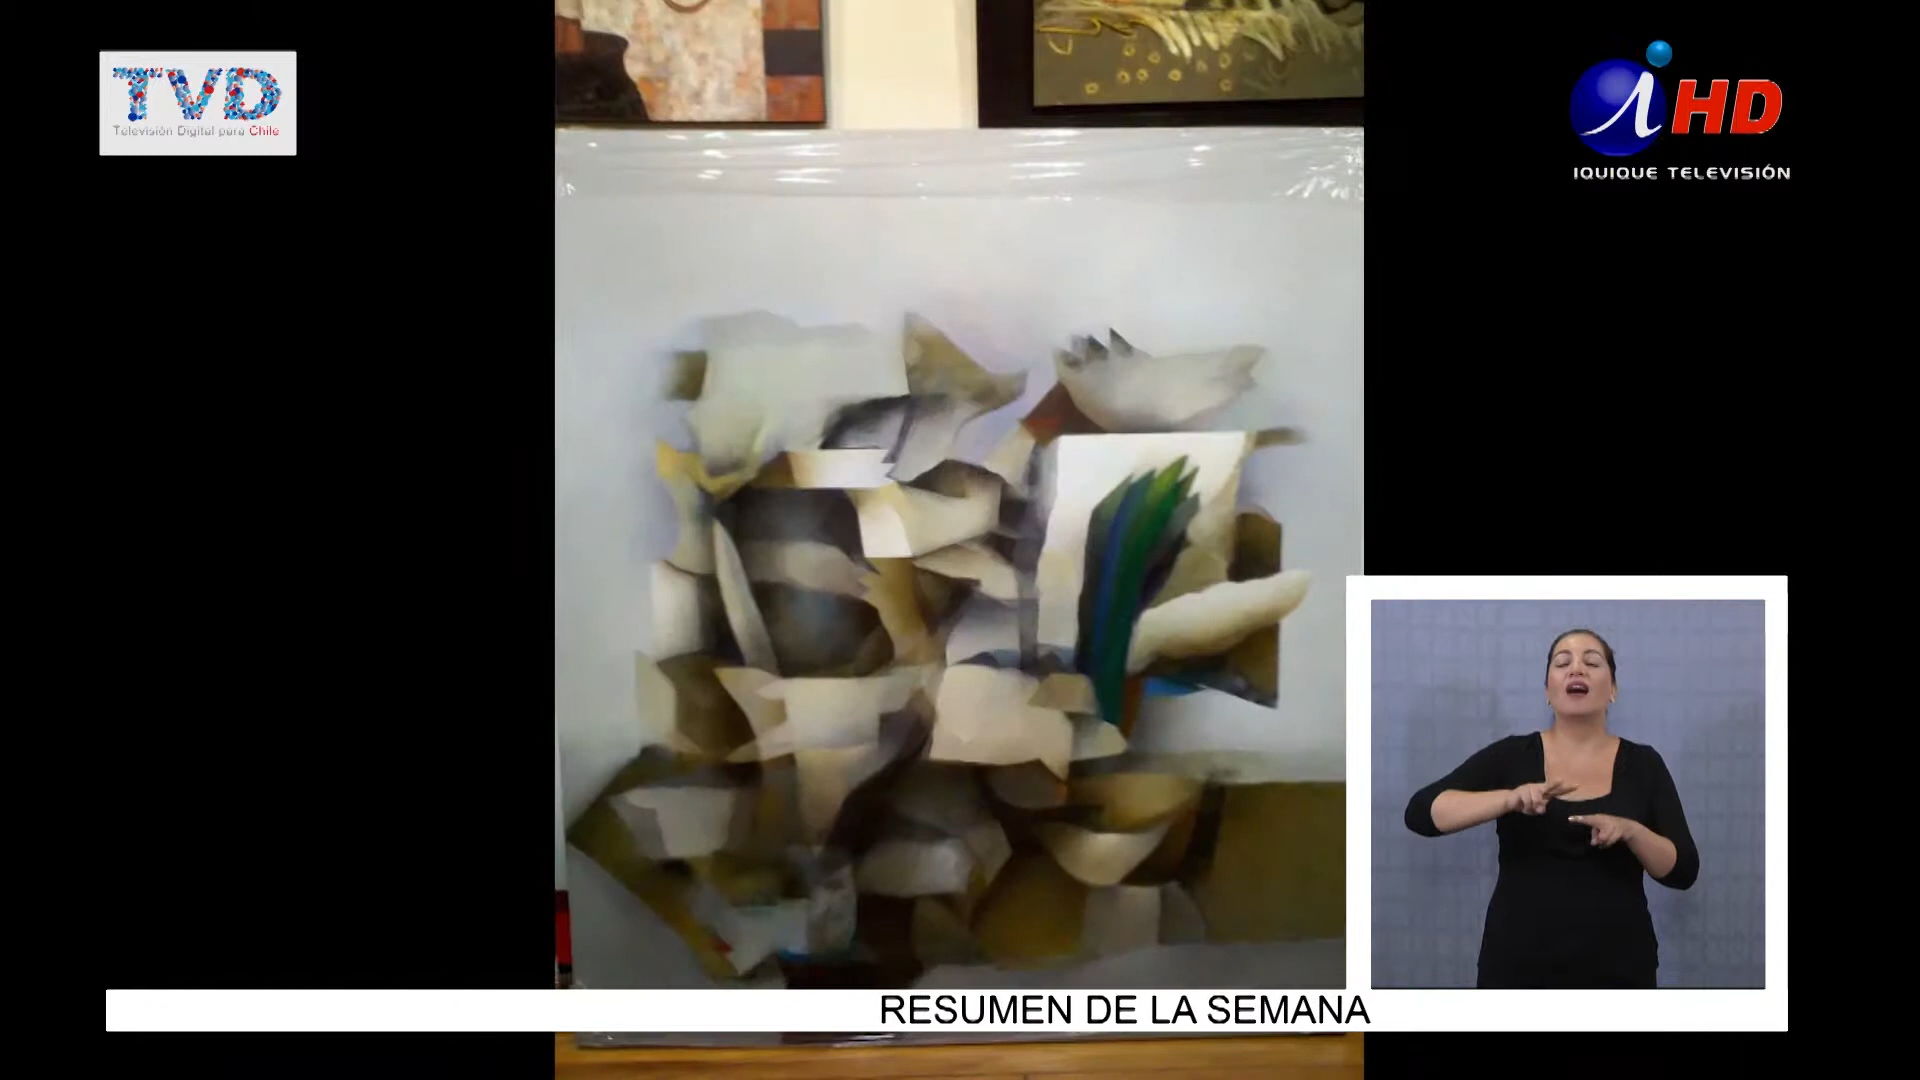 TVD
Televisión Digital para Chile
i HD
IQUIQUE TELEVISIÓN
RESUMEN DE LA SEMANA